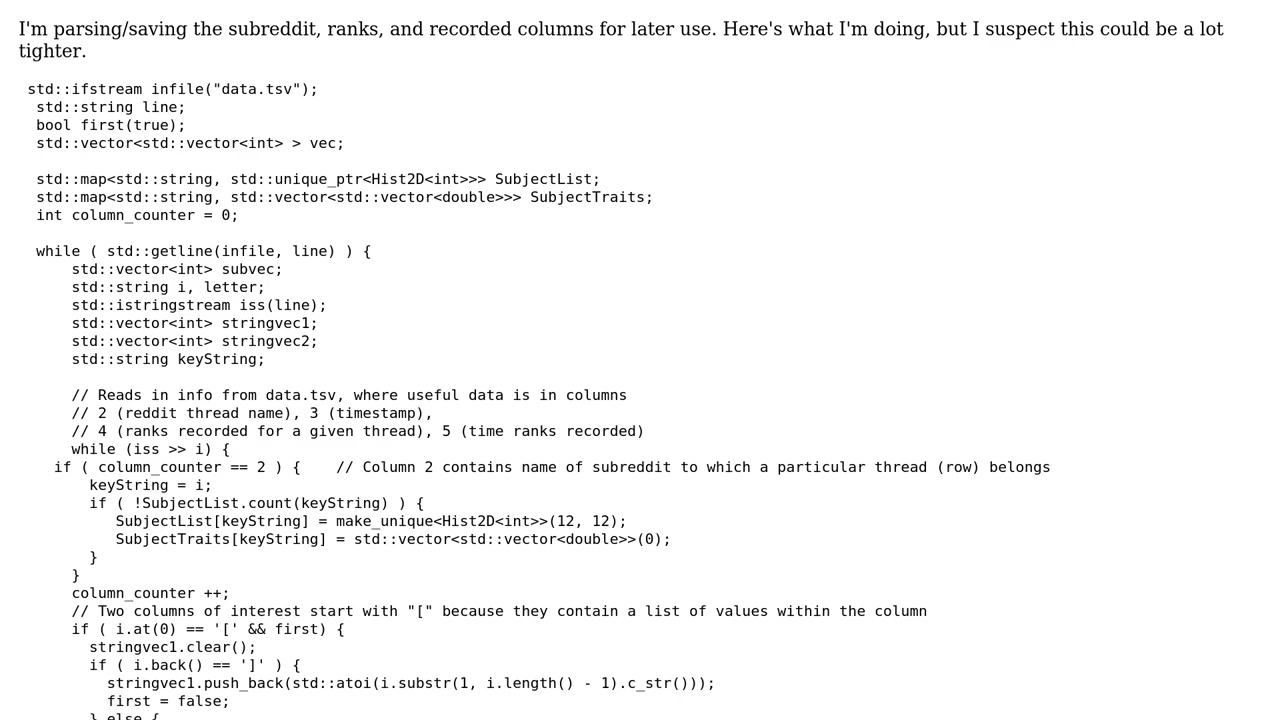 I'm parsing/saving the subreddit, ranks, and recorded columns for later use. Here's what I'm doing, but I suspect this could be a lot
tighter.
std::ifstream infile("data.tsv");
std::string line;
bool first(true);
std::vector<std::vector<int> > vec;
std::map<std::string, std::unique_ptr<Hist2D<int>>> SubjectList;
std::map<std::string, std::vector<std::vector<double>>> SubjectTraits;
int column_counter = 0;
while ( std::getline(infile, line) ) {
std::vector<int> subvec;
std::string i, letter;
std::istringstream iss(line);
std::vector<int> stringvec1;
std::vector<int> stringvec2;
std::string keyString;
// Reads in info from data.tsv, where useful data is in columns
// 2 (reddit thread name), 3 (timestamp),
// 4 (ranks recorded for a given thread), 5 (time ranks recorded)
while (iss >> i) {
if ( column_counter == 2 ) {    // Column 2 contains name of subreddit to which a particular thread (row) belongs
keyString = i;
if ( !SubjectList.count(keyString) ) {
SubjectList[keyString] = make_unique<Hist2D<int>>(12, 12);
SubjectTraits[keyString] = std::vector<std::vector<double>>(0);
}
}
column_counter ++;
// Two columns of interest start with "[" because they contain a list of values within the column
if ( i.at(0) == '[' && first) {
stringvec1.clear();
if ( i.back() == ']' ) {
stringvec1.push_back(std::atoi(i.substr(1, i.length() - 1).c_str()));
first = false;
} else {